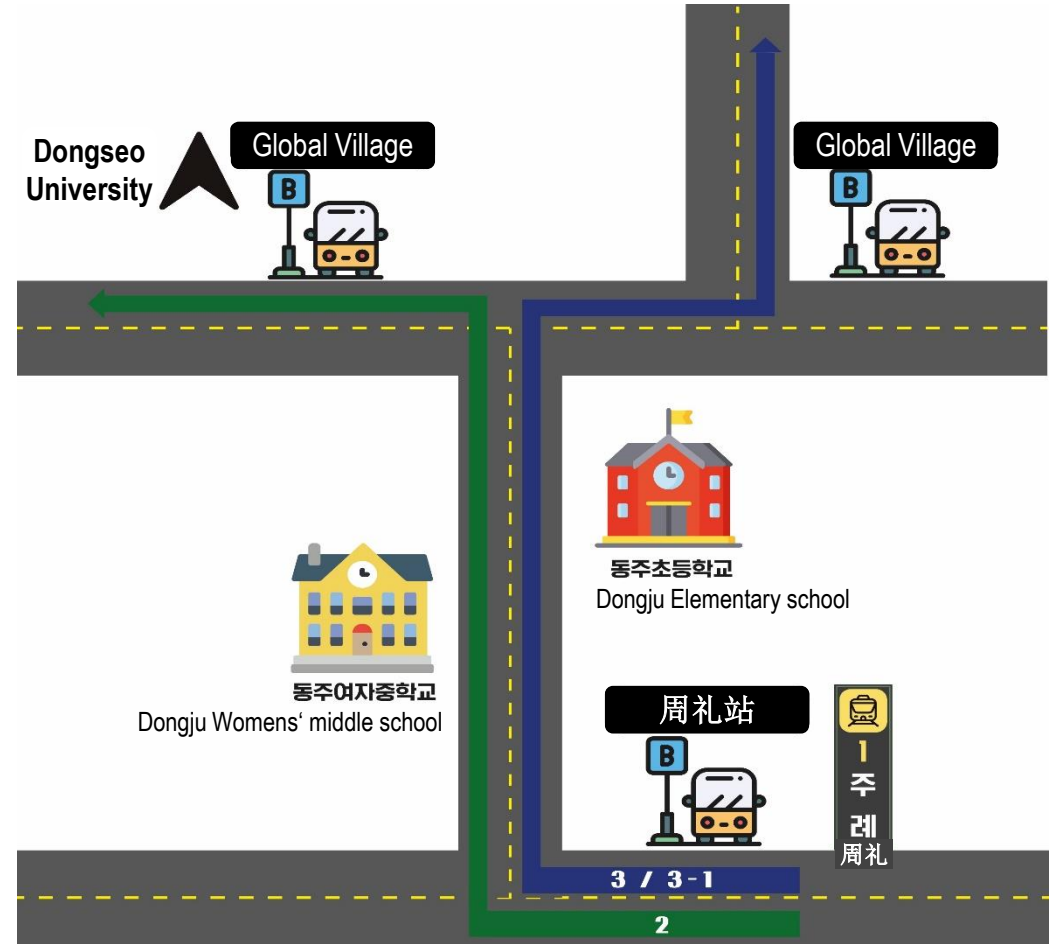 Dongseo
University
Global Village
B
Global Village
B
동주초등학교
Dongju Elementary school
동주여자중학교
Dongju Womens‘ middle school
周礼站
B
1
주
례
周礼
3 / 3-1
2